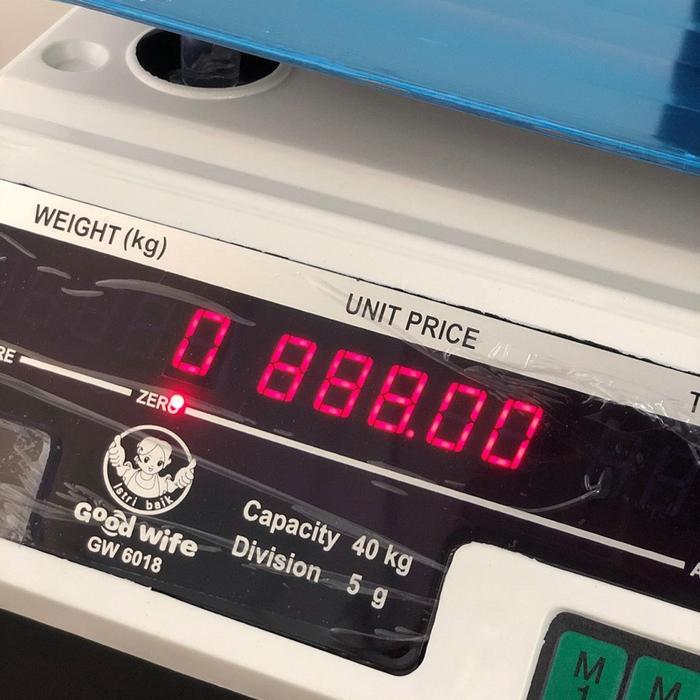 WEIGHT (kg)
UNIT PRICE
0 888.00
ZERO
istri baik
Good wife
GW 6018
Capacity 40 kg
Division 5 g
M
1
M